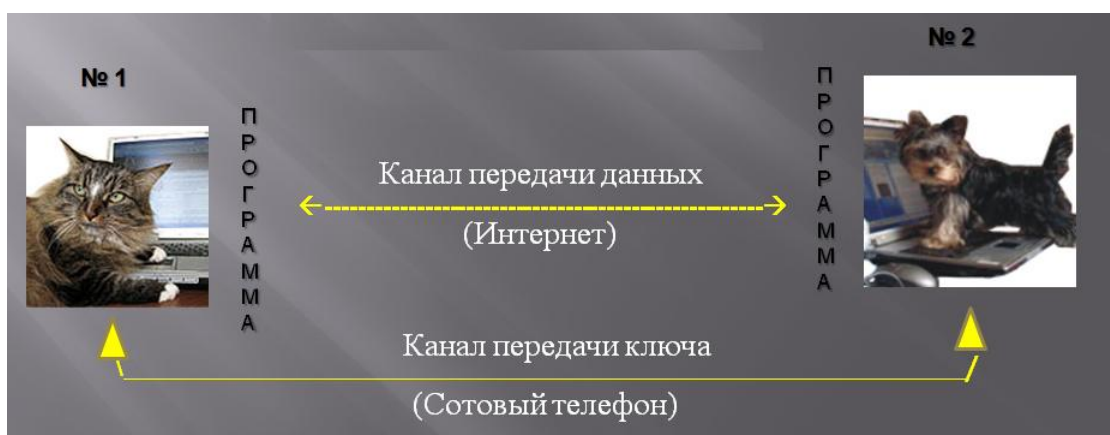 № 1
№ 2
ПРОГРАММА
ПРОГРАММА
Канал передачи данных
(Интернет)
Канал передачи ключа
(Сотовый телефон)